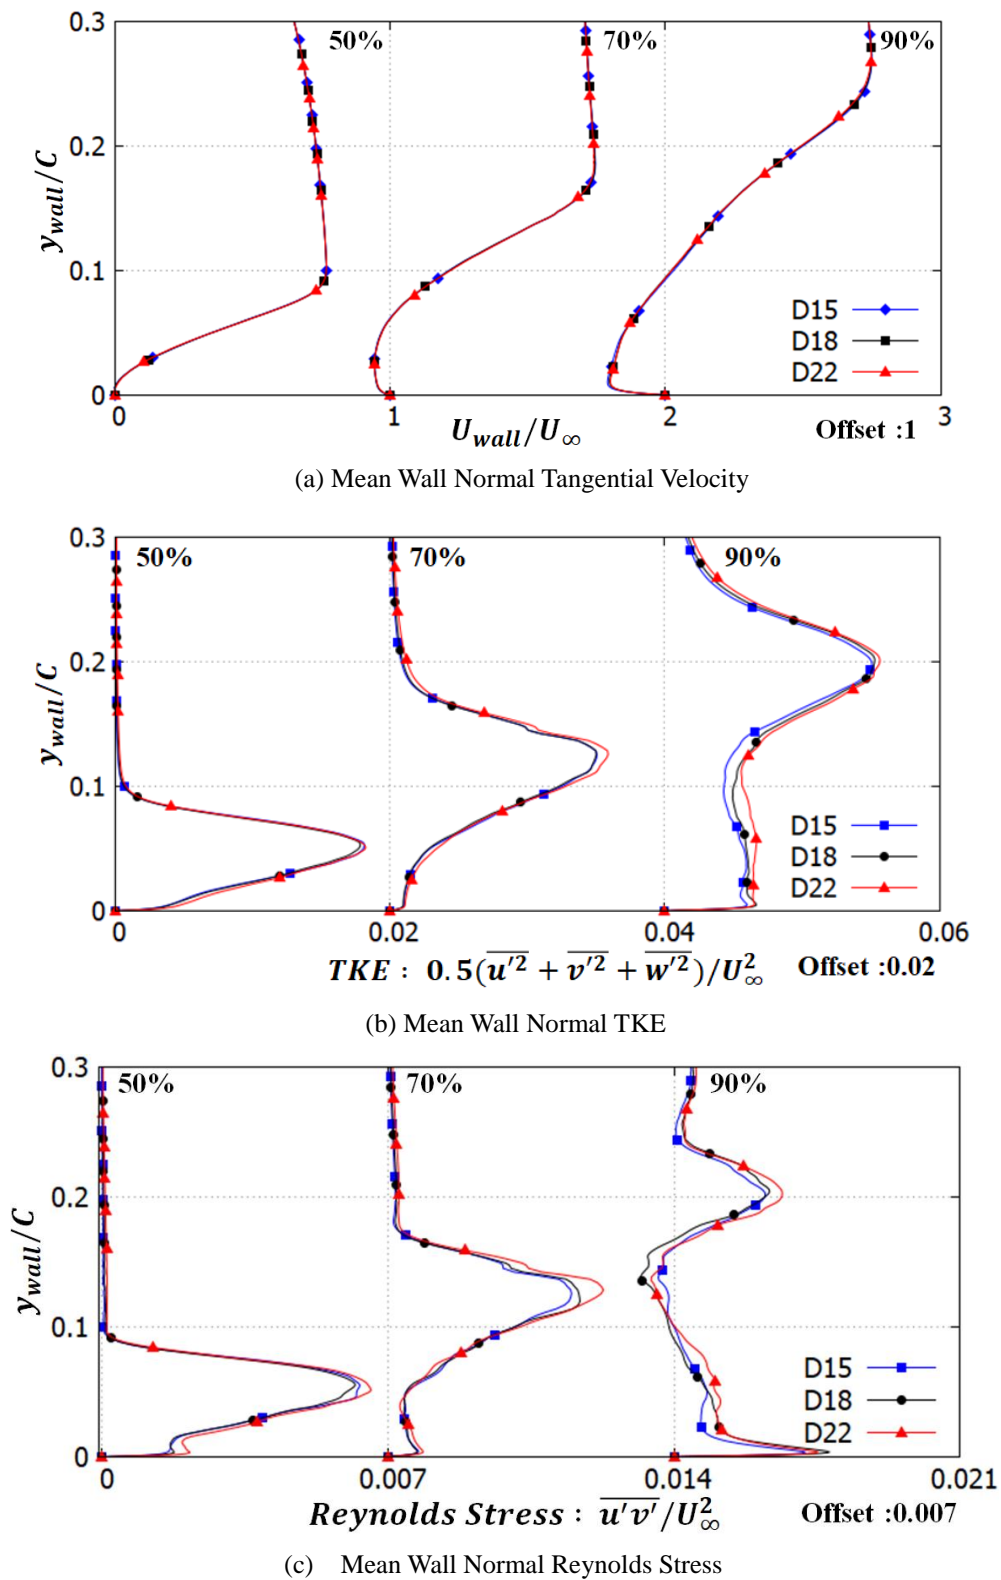 0.3
50%
70%
90%
0.2
y_wall/C
0.1
D15
D18
D22
0
0
1
2
3
U_wall/U_∞
Offset :1
(a) Mean Wall Normal Tangential Velocity
0.3
50%
70%
90%
0.2
y_wall/C
0.1
D15
D18
D22
0
0
0.02
0.04
0.06
TKE : 0.5(u′² + v′² + w′²)/U²_∞
Offset :0.02
(b) Mean Wall Normal TKE
0.3
50%
70%
90%
0.2
y_wall/C
0.1
D15
D18
D22
0
0
0.007
0.014
0.021
Reynolds Stress : u′v′/U²_∞
Offset :0.007
(c) Mean Wall Normal Reynolds Stress